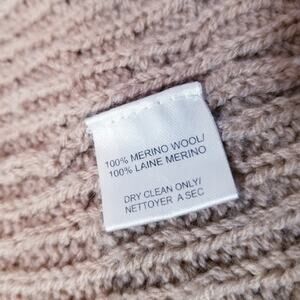 100% MERINO WOOL/
100% LAINE MERINO
DRY CLEAN ONLY/
NETTOYER A SEC